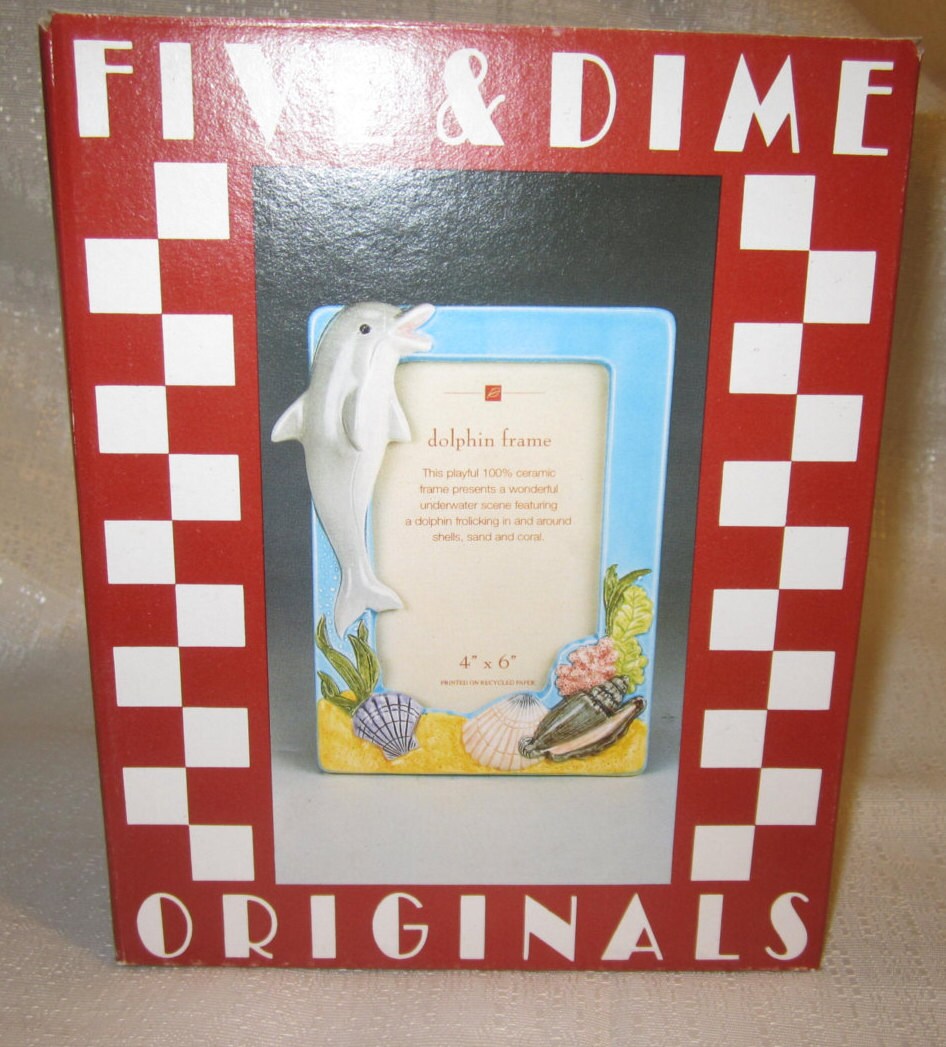 FIVE & DIME
dolphin frame
This playful 100% ceramic
frame presents a wonderful
underwater scene featuring
a dolphin frolicking in and around
shells, sand and coral.
4" x 6"
PRINTED ON RECYCLED PAPER.
ORIGINALS